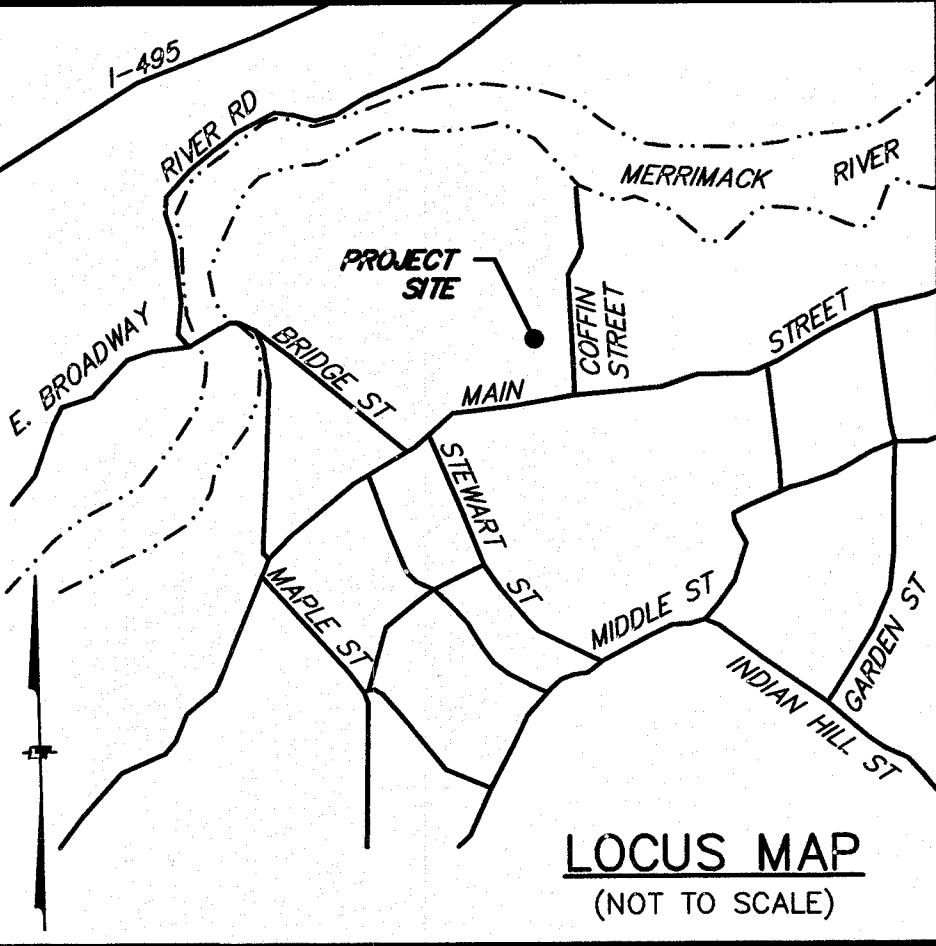 I-495
RIVER RD
MERRIMACK
RIVER
PROJECT
SITE
COFFIN
STREET
E. BROADWAY
BRIDGE ST
MAIN
STREET
STEWART
ST
MAPLE ST
MIDDLE ST
INDIAN HILL ST
GARDEN ST
LOCUS MAP
(NOT TO SCALE)